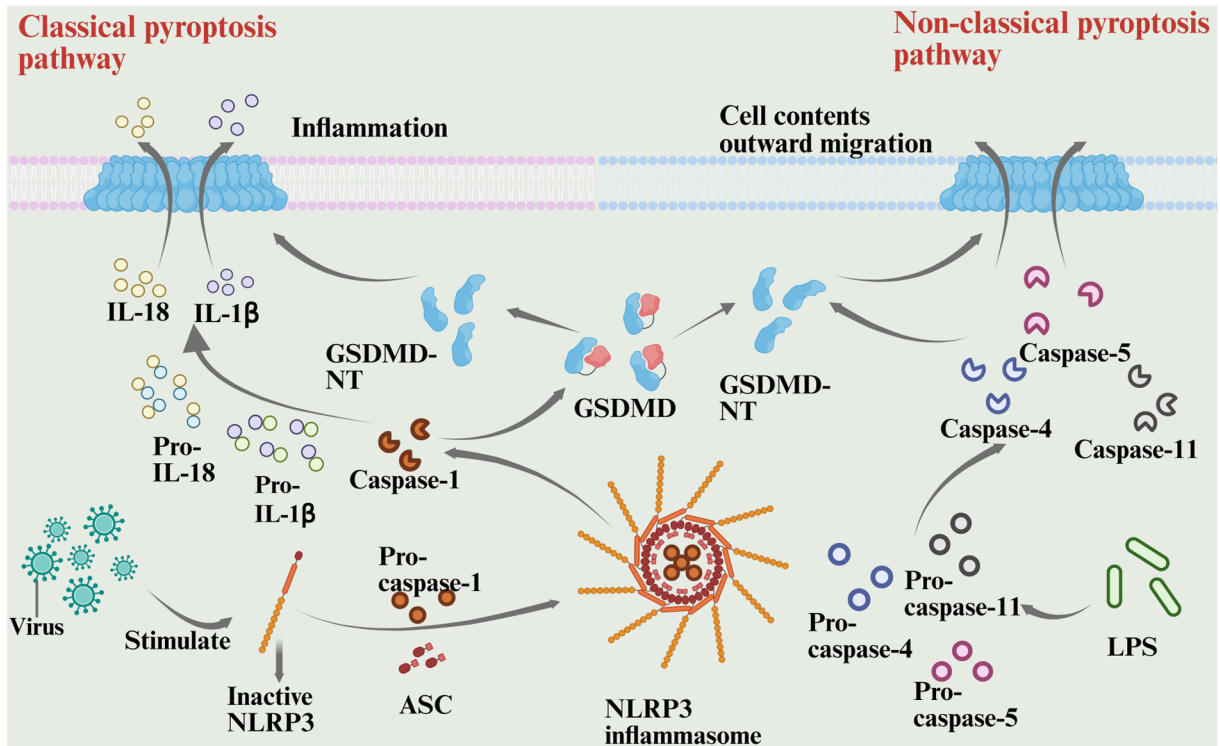 Classical pyroptosis
pathway
Non-classical pyroptosis
pathway
Inflammation
Cell contents
outward migration
IL-18
IL-1β
GSDMD-
NT
GSDMD
GSDMD-
NT
Caspase-5
Caspase-4
Caspase-11
Pro-
IL-18
Pro-
IL-1β
Caspase-1
Virus
Stimulate
Inactive
NLRP3
Pro-
caspase-1
ASC
NLRP3
inflammasome
Pro-
caspase-4
Pro-
caspase-11
Pro-
caspase-5
LPS